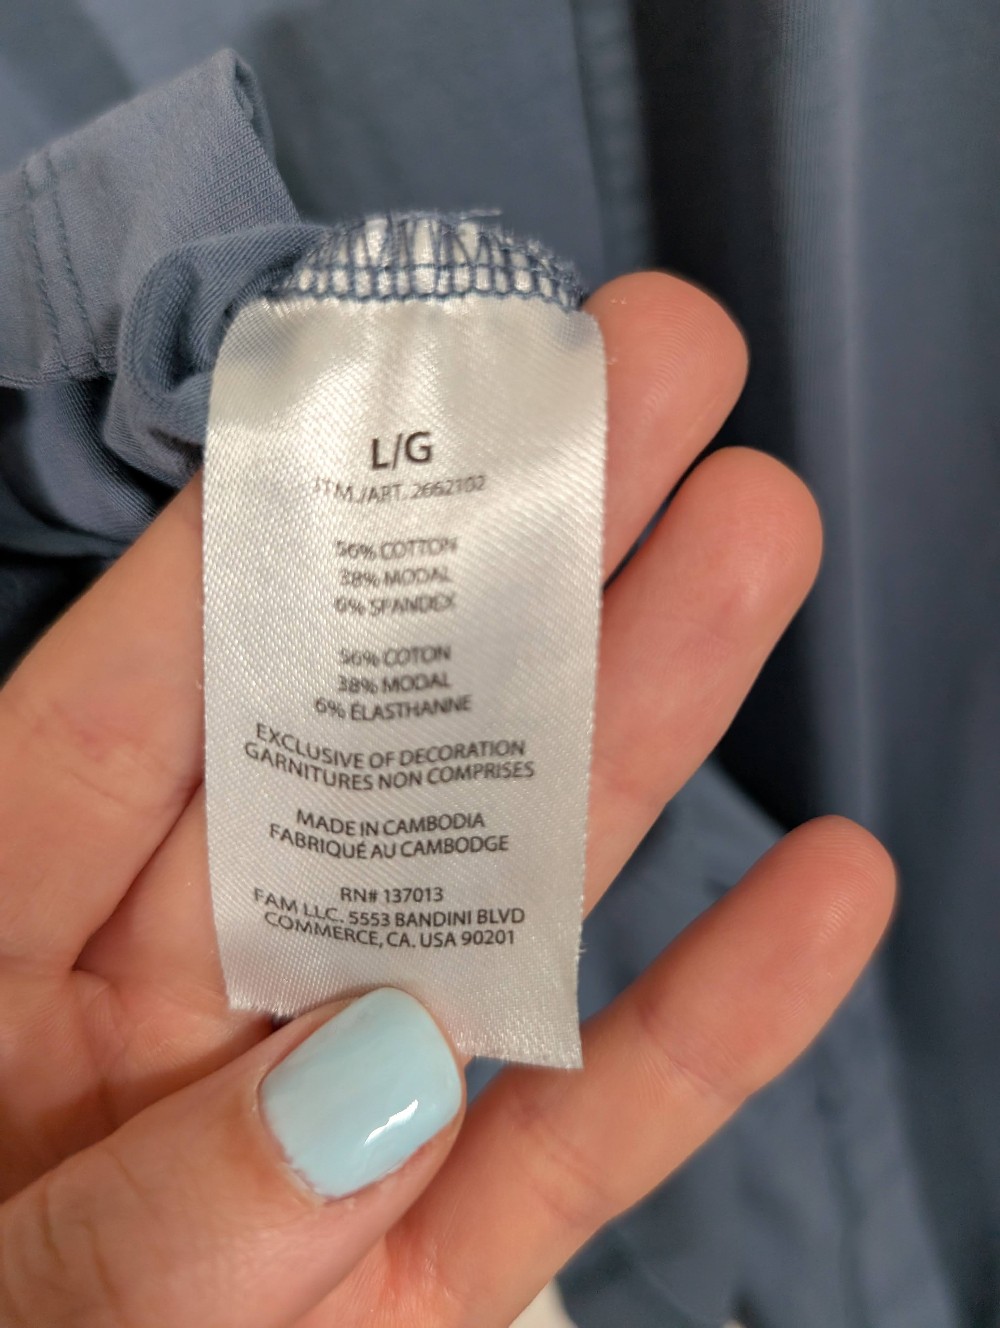 L/G
ITM./ART. 2662102
56% COTTON
38% MODAL
6% SPANDEX
56% COTON
38% MODAL
6% ÉLASTHANNE
EXCLUSIVE OF DECORATION
GARNITURES NON COMPRISES
MADE IN CAMBODIA
FABRIQUÉ AU CAMBODGE
RN# 137013
FAM LLC. 5553 BANDINI BLVD
COMMERCE, CA. USA 90201